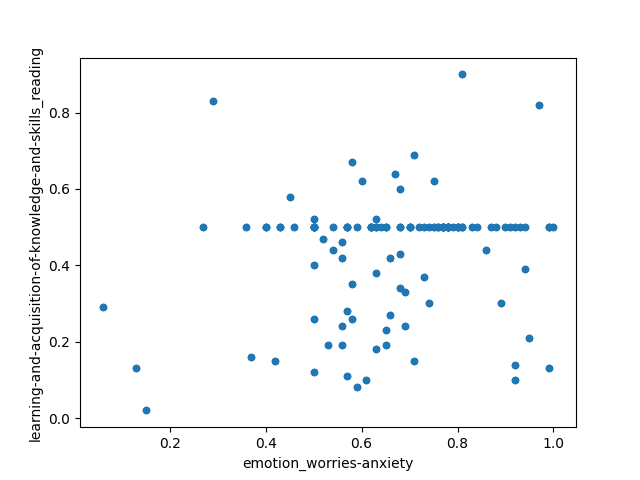 learning-and-acquisition-of-knowledge-and-skills_reading
0.8
0.6
0.4
0.2
0.0
0.2 0.4 0.6 0.8 1.0
emotion_worries-anxiety